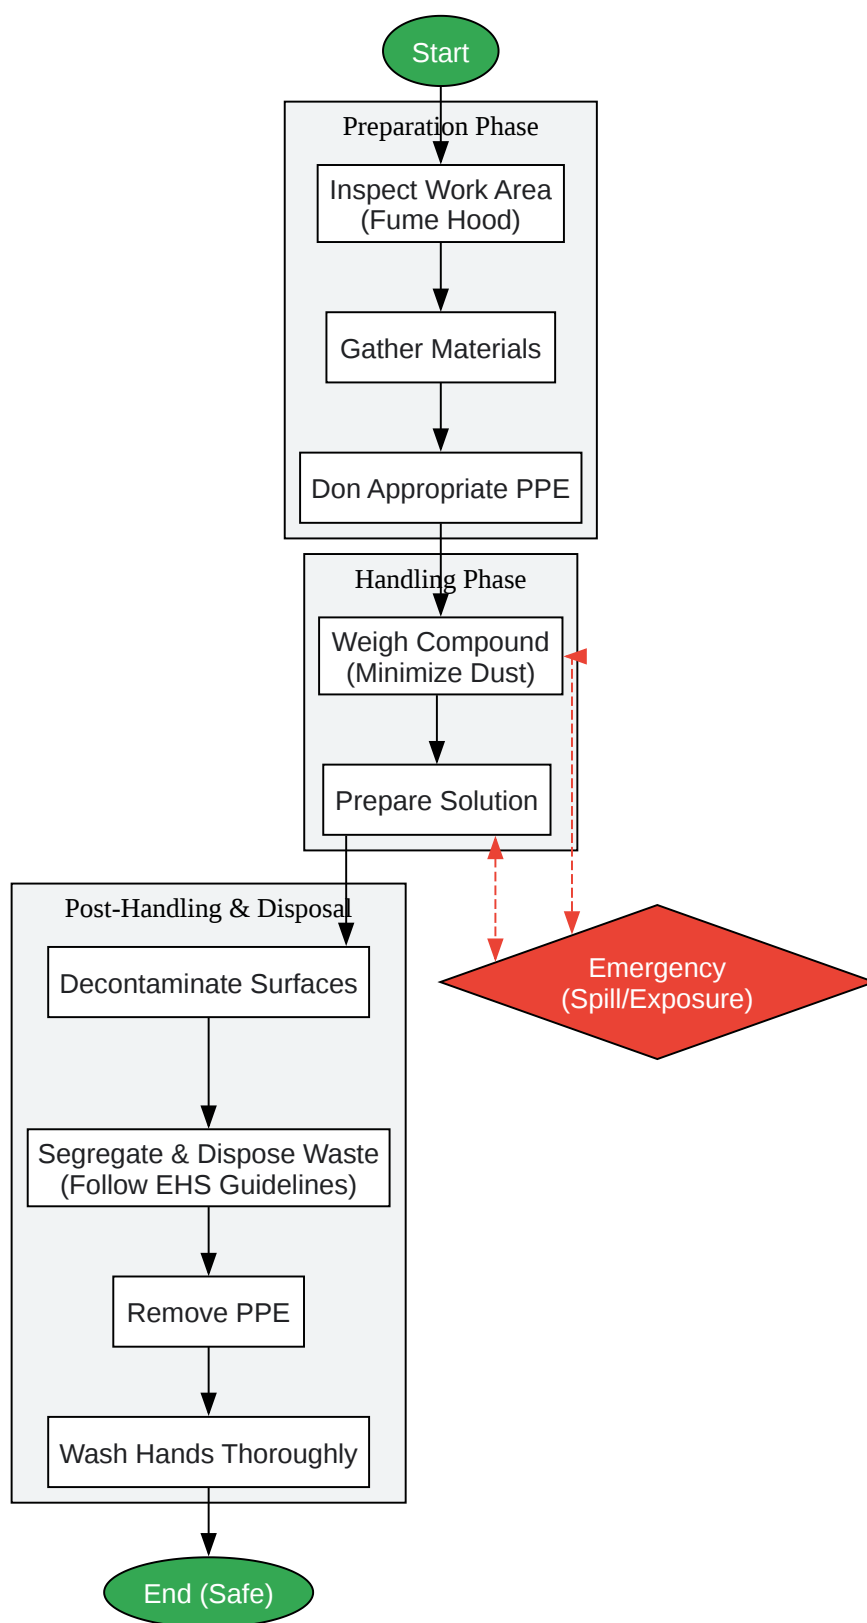 Start
Preparation Phase
Inspect Work Area
(Fume Hood)
Gather Materials
Don Appropriate PPE
Handling Phase
Weigh Compound
(Minimize Dust)
Prepare Solution
Post-Handling & Disposal
Decontaminate Surfaces
Emergency
(Spill/Exposure)
Segregate & Dispose Waste
(Follow EHS Guidelines)
Remove PPE
Wash Hands Thoroughly
End (Safe)